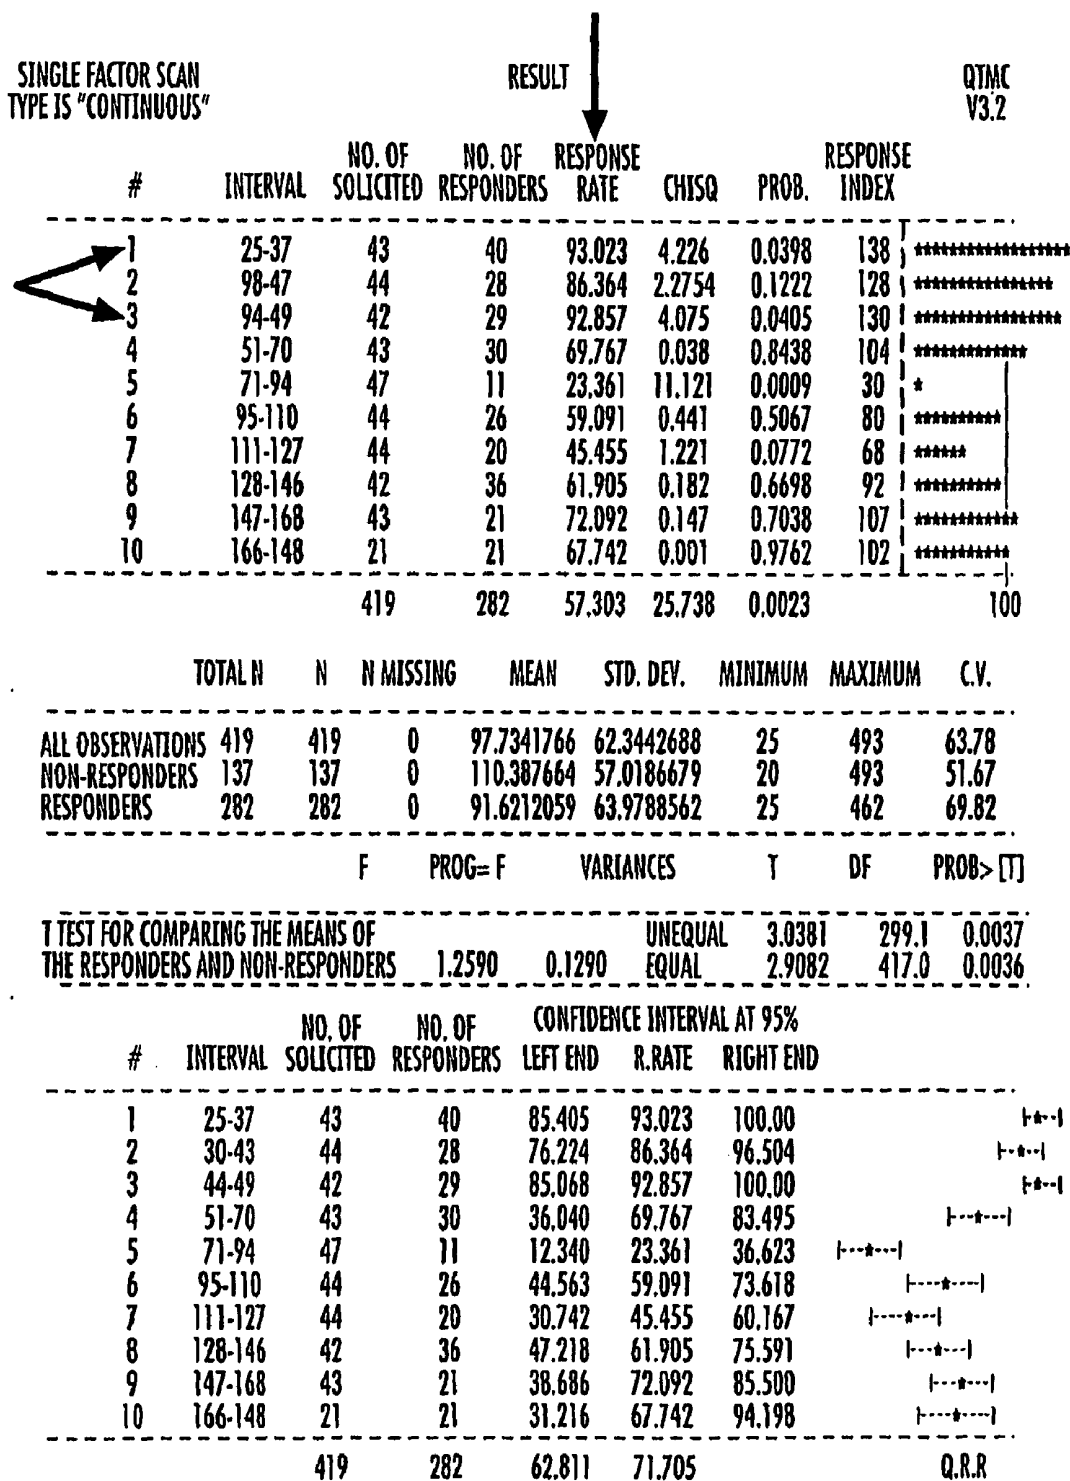 SINGLE FACTOR SCAN RESULT QTMC
TYPE IS "CONTINUOUS" V3.2
NO. OF NO. OF RESPONSE RESPONSE
# INTERVAL SOLICITED RESPONDERS RATE CHISQ PROB. INDEX
1 25-37 43 40 93.023 4.226 0.0398 138 ******************
2 98-47 44 28 86.364 2.2754 0.1222 128 ****************
3 94-49 42 29 92.857 4.075 0.0405 130 *****************
4 51-70 43 30 69.767 0.038 0.8438 104 *************
5 71-94 47 11 23.361 11.121 0.0009 30 *
6 95-110 44 26 59.091 0.441 0.5067 80 **********
7 111-127 44 20 45.455 1.221 0.0772 68 ******
8 128-146 42 36 61.905 0.182 0.6698 92 **********
9 147-168 43 21 72.092 0.147 0.7038 107 ************
10 166-148 21 21 67.742 0.001 0.9762 102 ***********
419 282 57.303 25.738 0.0023 100
TOTAL N N N MISSING MEAN STD. DEV. MINIMUM MAXIMUM C.V.
ALL OBSERVATIONS 419 419 0 97.7341766 62.3442688 25 493 63.78
NON-RESPONDERS 137 137 0 110.387664 57.0186679 20 493 51.67
RESPONDERS 282 282 0 91.6212059 63.9788562 25 462 69.82
F PROG= F VARIANCES T DF PROB> [T]
T TEST FOR COMPARING THE MEANS OF UNEQUAL 3.0381 299.1 0.0037
THE RESPONDERS AND NON-RESPONDERS 1.2590 0.1290 EQUAL 2.9082 417.0 0.0036
NO. OF NO. OF CONFIDENCE INTERVAL AT 95%
# INTERVAL SOLICITED RESPONDERS LEFT END R.RATE RIGHT END
1 25-37 43 40 85.405 93.023 100.00
2 30-43 44 28 76.224 86.364 96.504
3 44-49 42 29 85.068 92.857 100.00
4 51-70 43 30 36.040 69.767 83.495
5 71-94 47 11 12.340 23.361 36.623
6 95-110 44 26 44.563 59.091 73.618
7 111-127 44 20 30.742 45.455 60.167
8 128-146 42 36 47.218 61.905 75.591
9 147-168 43 21 38.686 72.092 85.500
10 166-148 21 21 31.216 67.742 94.198
419 282 62.811 71.705 Q.R.R